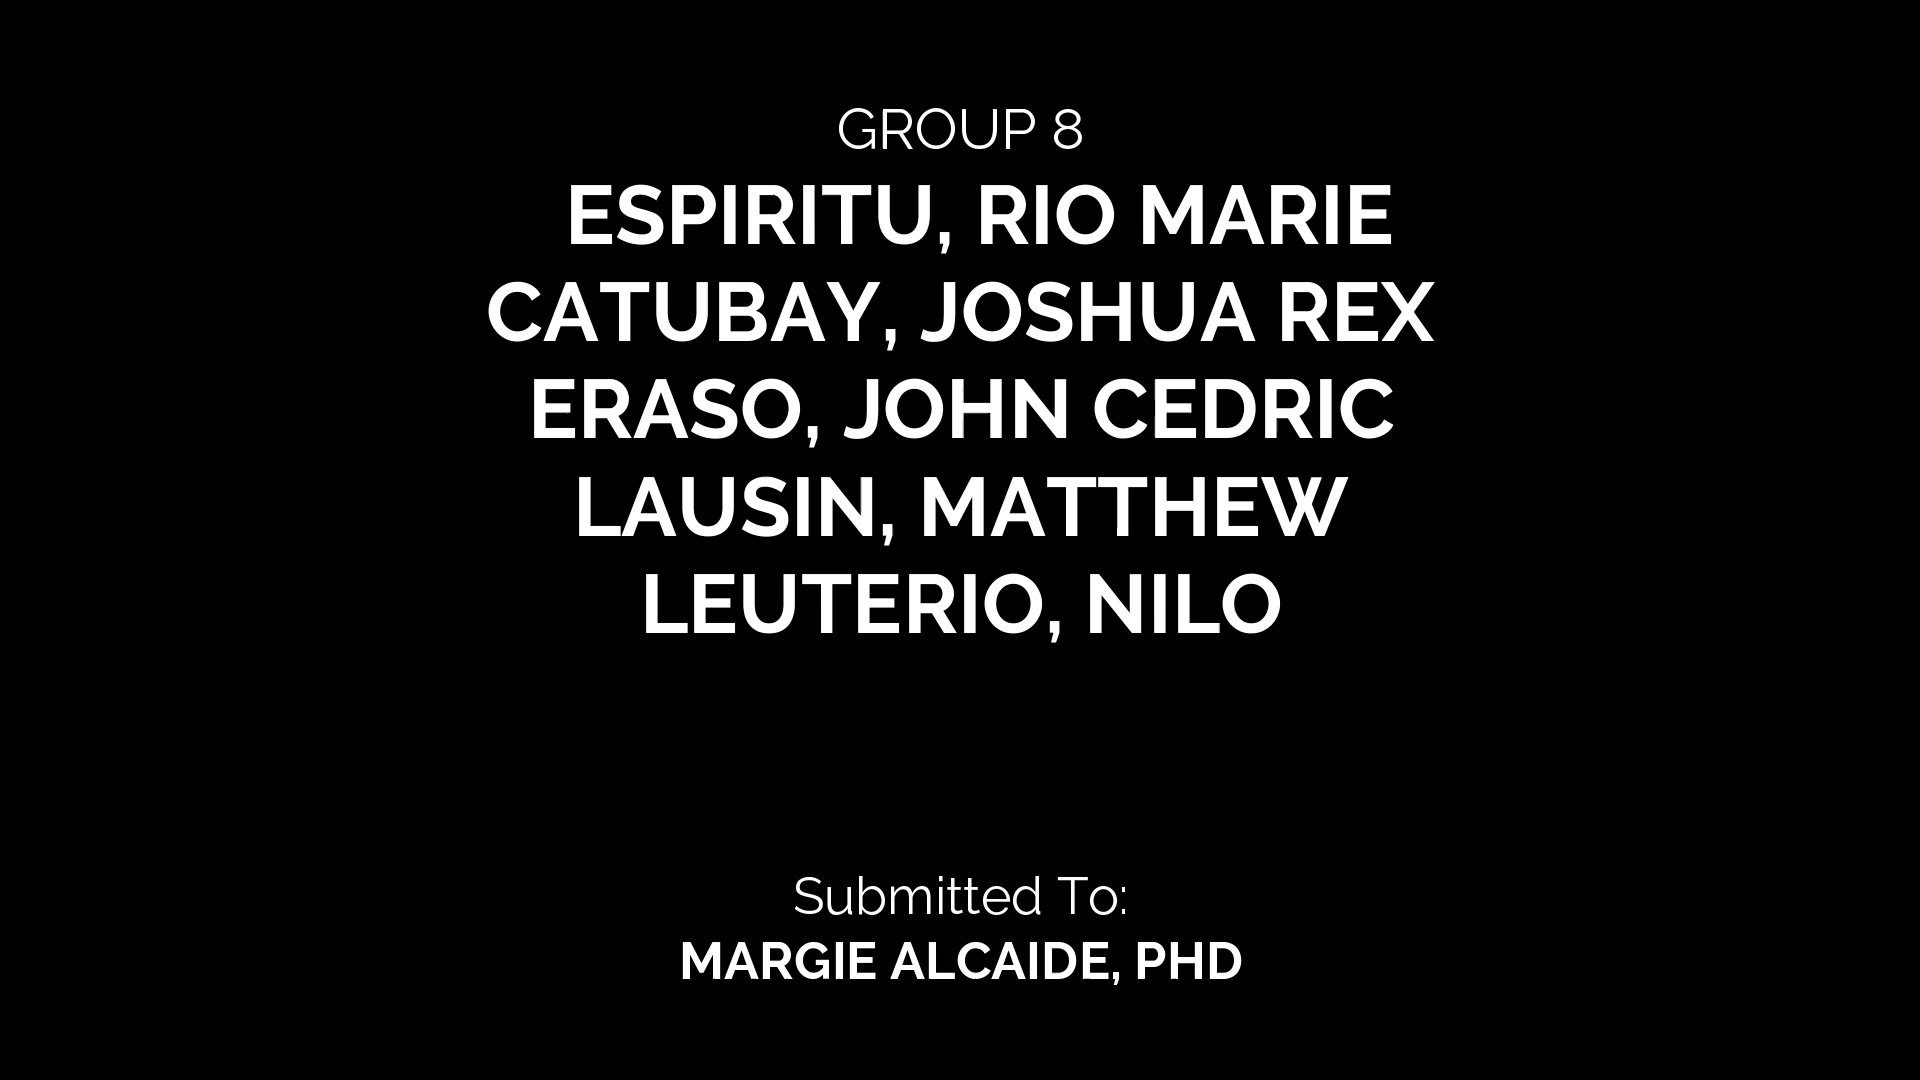 GROUP 8
ESPIRITU, RIO MARIE
CATUBAY, JOSHUA REX
ERASO, JOHN CEDRIC
LAUSIN, MATTHEW
LEUTERIO, NILO
Submitted To:
MARGIE ALCAIDE, PHD